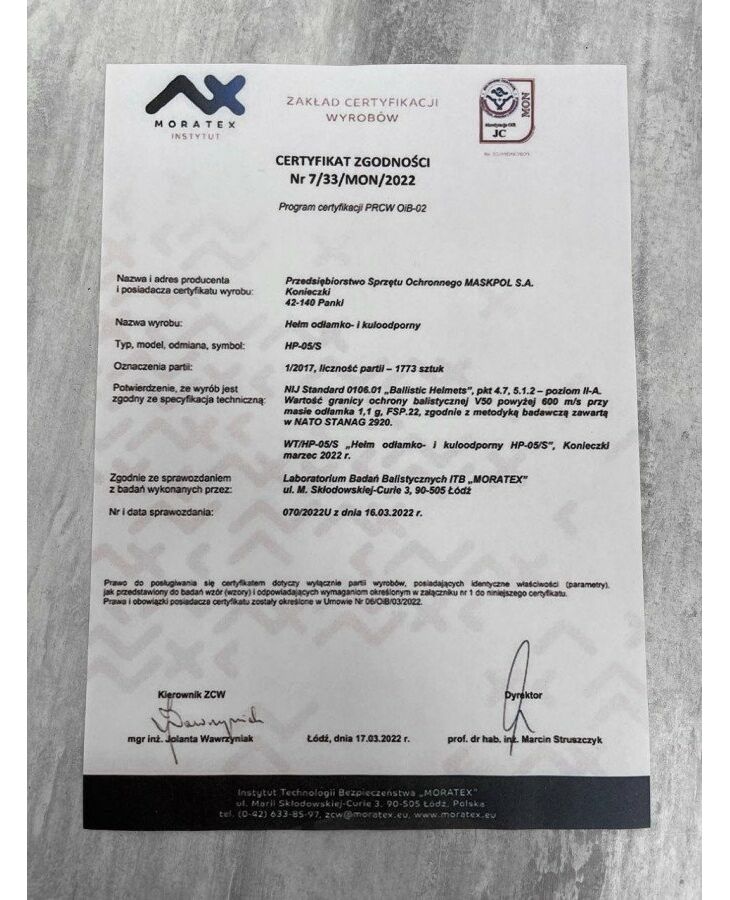 MORATEX
INSTYTUT
ZAKŁAD CERTYFIKACJI
WYROBÓW
MON
JC
CERTYFIKAT ZGODNOŚCI
Nr 7/33/MON/2022
Program certyfikacji PRCW OiB-02
Nazwa i adres producenta
i posiadacza certyfikatu wyrobu:
Przedsiębiorstwo Sprzętu Ochronnego MASKPOL S.A.
Konieczki
42-140 Panki
Nazwa wyrobu:
Hełm odłamko- i kuloodporny
Typ, model, odmiana, symbol:
HP-05/S
Oznaczenia partii:
1/2017, liczność partii – 1773 sztuk
Potwierdzenie, że wyrób jest
zgodny ze specyfikacja techniczną:
NIJ Standard 0106.01 „Ballistic Helmets”, pkt 4.7, 5.1.2 – poziom II-A.
Wartość granicy ochrony balistycznej V50 powyżej 600 m/s przy
masie odłamka 1,1 g, FSP.22, zgodnie z metodyką badawczą zawartą
w NATO STANAG 2920.
WT/HP-05/S „Hełm odłamko- i kuloodporny HP-05/S”, Konieczki
marzec 2022 r.
Zgodnie ze sprawozdaniem
z badań wykonanych przez:
Laboratorium Badań Balistycznych ITB „MORATEX”
ul. M. Skłodowskiej-Curie 3, 90-505 Łódź
Nr i data sprawozdania:
070/2022U z dnia 16.03.2022 r.
Prawo do posługiwania się certyfikatem dotyczy wyłącznie partii wyrobów, posiadających identyczne właściwości (parametry),
jak przedstawiony do badań wzór (wzory) i odpowiadających wymaganiom określonym w załączniku nr 1 do niniejszego certyfikatu.
Prawa i obowiązki posiadacza certyfikatu zostały określone w Umowie Nr 06/OiB/03/2022.
Kierownik ZCW
Dyrektor
mgr inż. Jolanta Wawrzyniak
Łódź, dnia 17.03.2022 r.
prof. dr hab. inż. Marcin Struszczyk
Instytut Technologii Bezpieczeństwa „MORATEX”
ul. Marii Skłodowskiej-Curie 3, 90-505 Łódź, Polska
tel. (0-42) 633-85-97, zcw@moratex.eu, www.moratex.eu